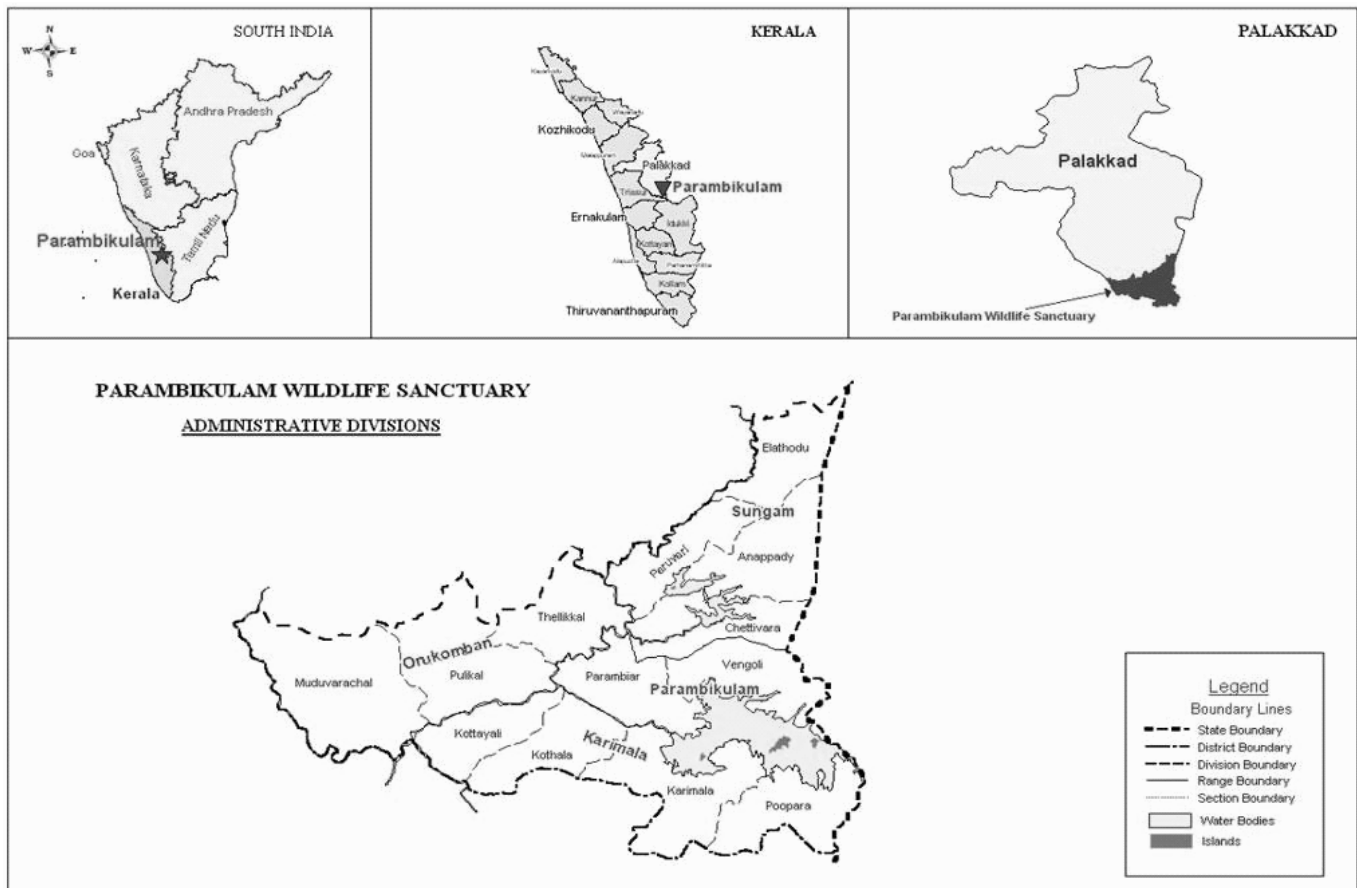 SOUTH INDIA
N
W
E
S
Andhra Pradesh
Goa
Karnataka
Parambikulam
Tamil Nadu
Kerala
KERALA
Kannur
Kozhikodu
Palakkad
Parambikulam
Trissur
Ernakulam
Idukki
Kottayam
Kollam
Thiruvananthapuram
PALAKKAD
Palakkad
Parambikulam Wildlife Sanctuary
PARAMBIKULAM WILDLIFE SANCTUARY
ADMINISTRATIVE DIVISIONS
Elathodu
Sungam
Anappady
Peruvari
Thellikkal
Chettivara
Orukomban
Vengoli
Pulikal
Parambiar
Muduvarachal
Parambikulam
Kottayali
Karimala
Kothala
Karimala
Poopara
Legend
Boundary Lines
State Boundary
District Boundary
Division Boundary
Range Boundary
Section Boundary
Water Bodies
Islands